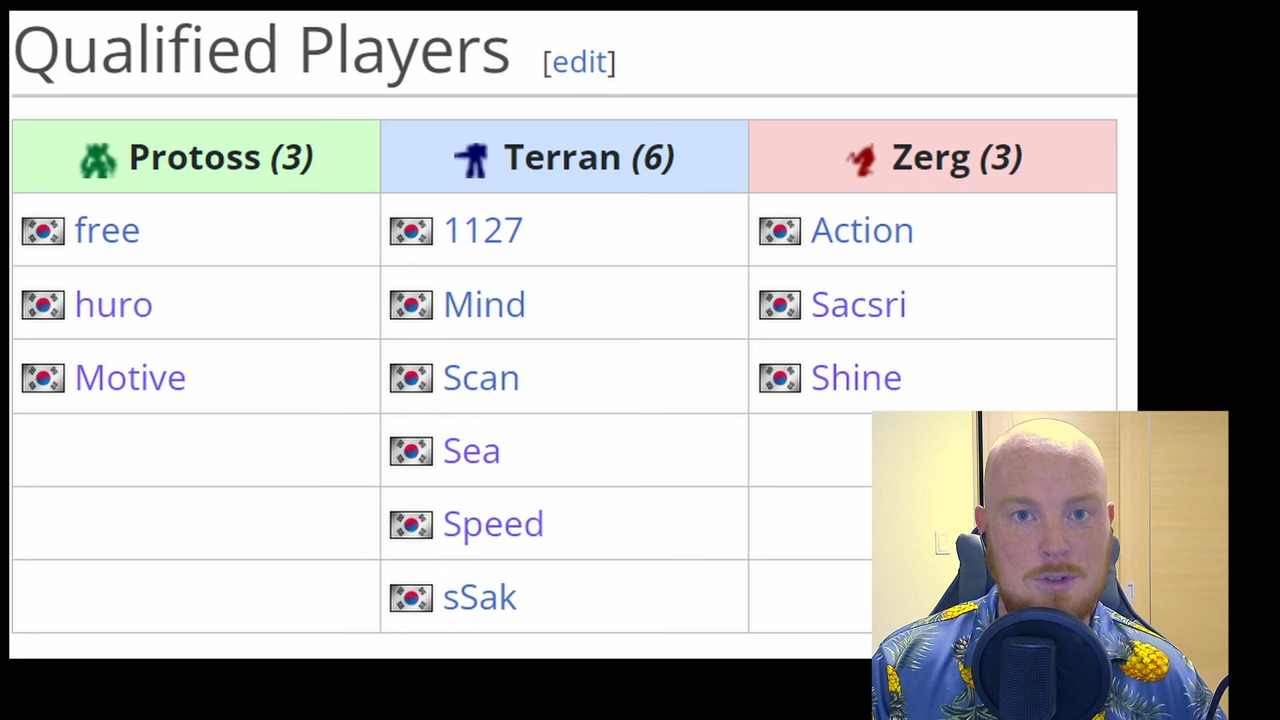 Qualified Players [edit]
Protoss (3) Terran (6) Zerg (3)
free 1127 Action
huro Mind Sacsri
Motive Scan Shine
Sea
Speed
sSak